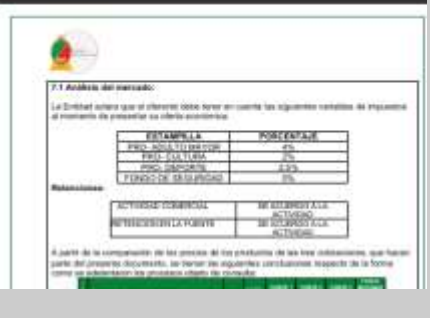 7.1 Análisis del mercado:
La Entidad aclara que el oferente debe tener en cuenta las siguientes variables de impuestos
al momento de presentar su oferta económica.
ESTAMPILLA PORCENTAJE
PRO- ADULTO MAYOR 4%
PRO- CULTURA 2%
PRO- DEPORTE 2.5%
FONDO DE SEGURIDAD 5%
Retenciones:
ACTIVIDAD COMERCIAL DE ACUERDO A LA
ACTIVIDAD
RETENCION EN LA FUENTE DE ACUERDO A LA
ACTIVIDAD
A partir de la comparación de los precios de los productos de las tres cotizaciones, que hacen
parte del presente documento, se tienen las siguientes conclusiones respecto de la forma
como se adelantaron los procesos objeto de consulta: